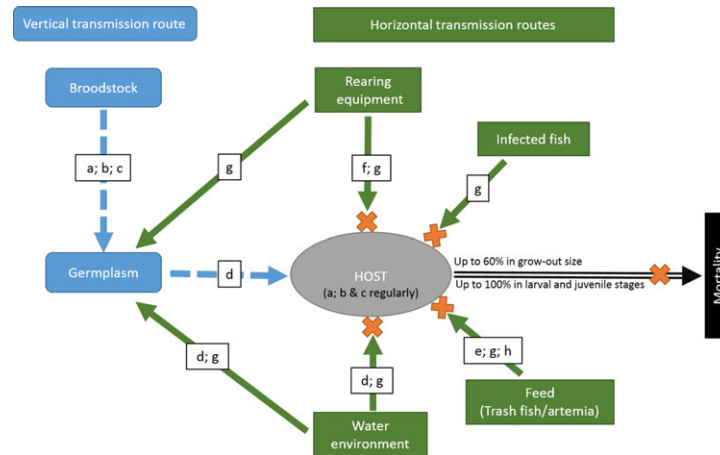 Vertical transmission route
Horizontal transmission routes
Broodstock
Rearing
equipment
Infected fish
a; b; c
g
f; g
g
Germplasm
d
HOST
(a; b & c regularly)
Up to 60% in grow-out size
Up to 100% in larval and juvenile stages
Mortality
d; g
d; g
e; g; h
Water
environment
Feed
(Trash fish/artemia)